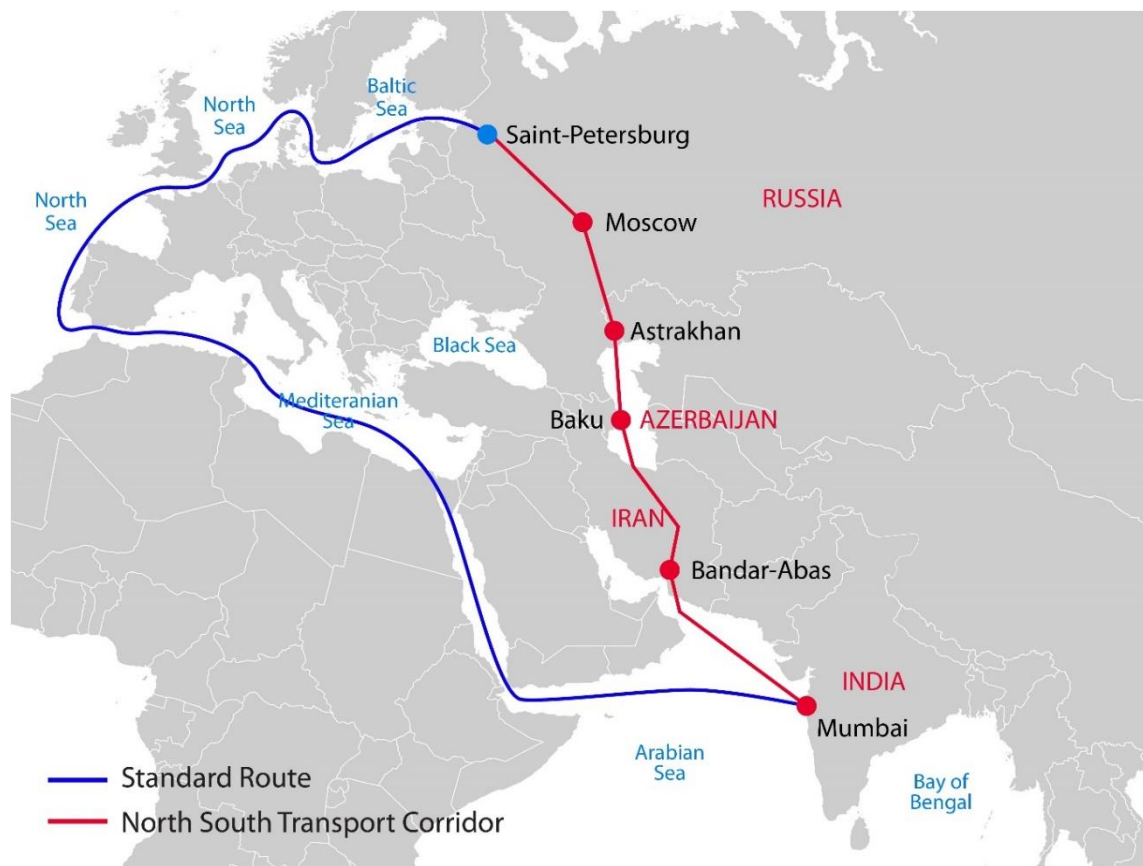 Baltic
Sea
North
Sea
Saint-Petersburg
North
Sea
RUSSIA
Moscow
Astrakhan
Black Sea
Mediteranian
Sea
Baku
AZERBAIJAN
IRAN
Bandar-Abas
INDIA
Mumbai
Arabian
Sea
Bay of
Bengal
Standard Route
North South Transport Corridor